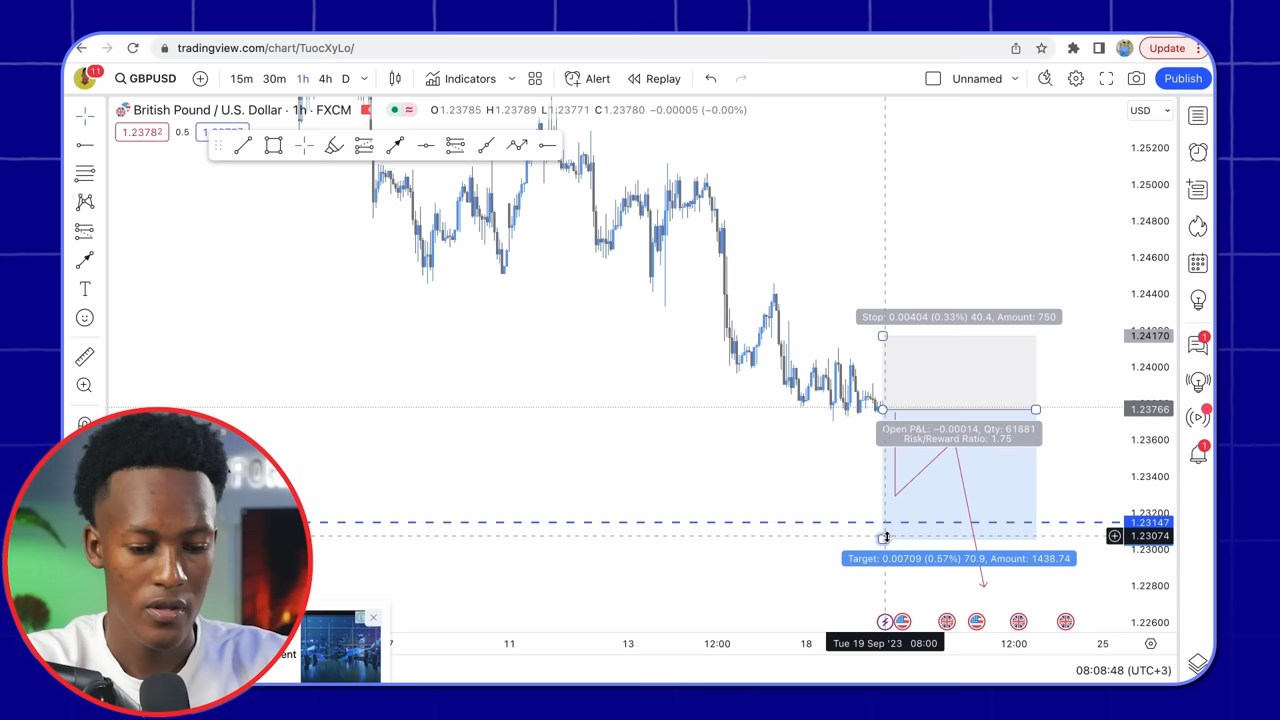 tradingview.com/chart/TuocXyLo/
Update
11
GBPUSD
15m 30m 1h 4h D
Indicators
Alert
Replay
Unnamed
Publish
British Pound / U.S. Dollar · 1h · FXCM
O1.23785 H1.23789 L1.23771 C1.23780 −0.00005 (−0.00%)
USD
1.23782
0.5
1.25200
1.25000
1.24800
1.24600
1.24400
1.24170
1.24000
1.23766
1.23600
1.23400
1.23200
1.23147
1.23074
1.23000
1.22800
1.22600
Stop: 0.00404 (0.33%) 40.4, Amount: 750
Open P&L: −0.00014, Qty: 61881
Risk/Reward Ratio: 1.75
Target: 0.00709 (0.57%) 70.9, Amount: 1438.74
1
1
11
13
12:00
18
Tue 19 Sep '23 08:00
12:00
25
08:08:48 (UTC+3)